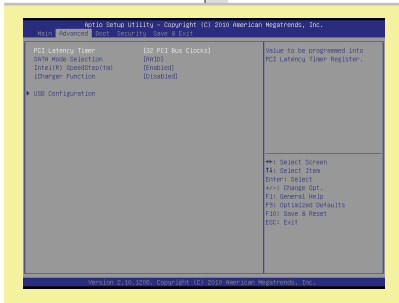 Aptio Setup Utility – Copyright (C) 2010 American Megatrends, Inc.
Main Advanced Boot Security Save & Exit
PCI Latency Timer [32 PCI Bus Clocks]
SATA Mode Selection [RAID]
Intel(R) SpeedStep(tm) [Enabled]
iCharger Function [Disabled]
USB Configuration
Value to be programmed into
PCI Latency Timer Register.
↔: Select Screen
↑↓: Select Item
Enter: Select
+/-: Change Opt.
F1: General Help
F9: Optimized Defaults
F10: Save & Reset
ESC: Exit
Version 2.10.1208. Copyright (C) 2010 American Megatrends, Inc.